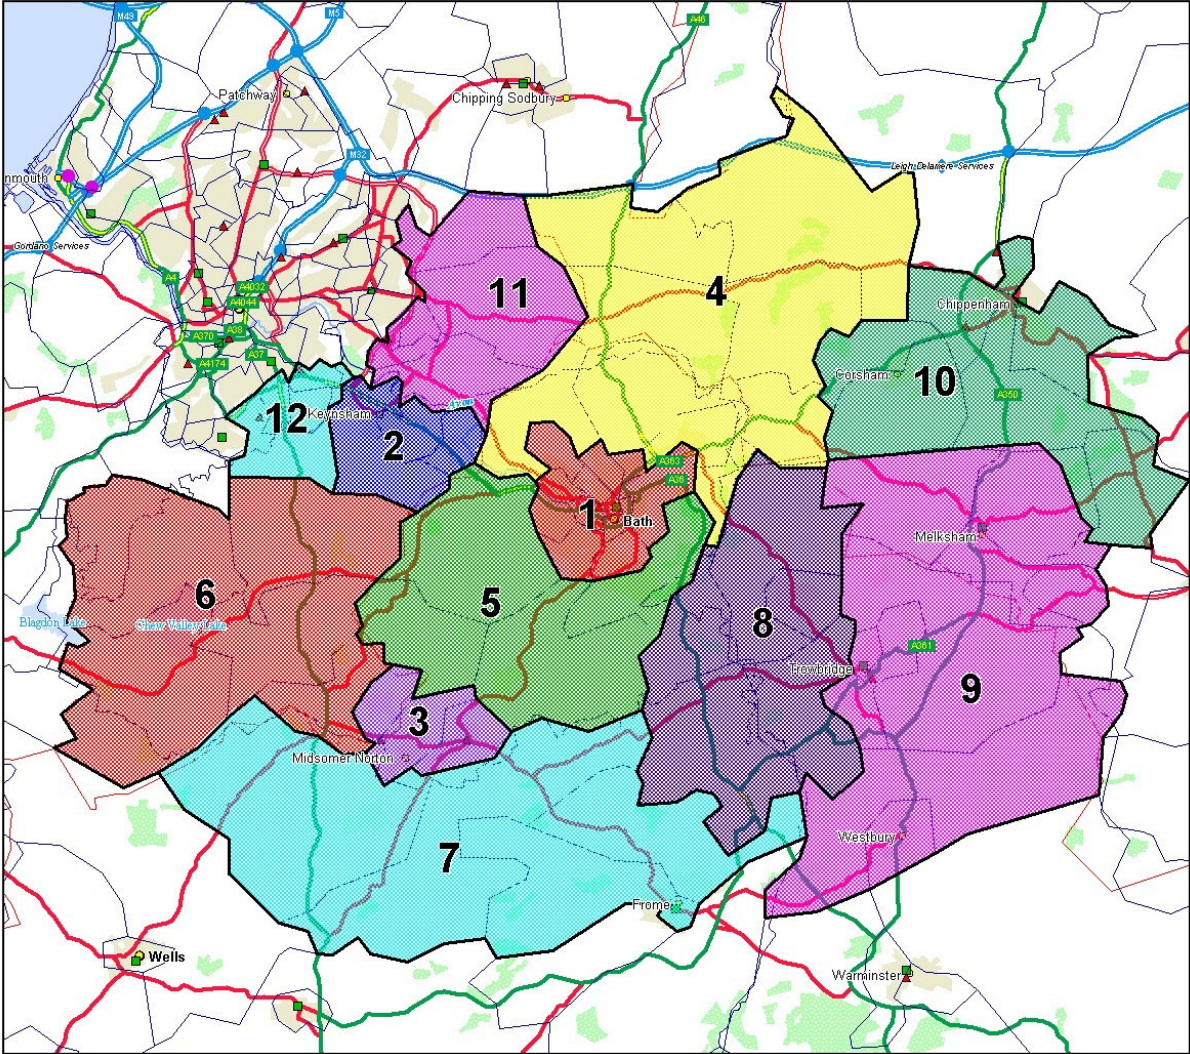 M49
M5
A46
Patchway
Chipping Sodbury
M32
Leigh Delamere Services
nmouth
Gordano Services
A4
A4032
A4044
A370
A38
A37
A4174
11
4
Chippenham
Corsham
10
A350
12
Keynsham
2
Avon
A363
A36
1
Bath
Melksham
6
5
Blagdon Lake
Chew Valley Lake
8
A361
Trowbridge
9
3
Midsomer Norton
7
Westbury
Frome
Wells
Warminster